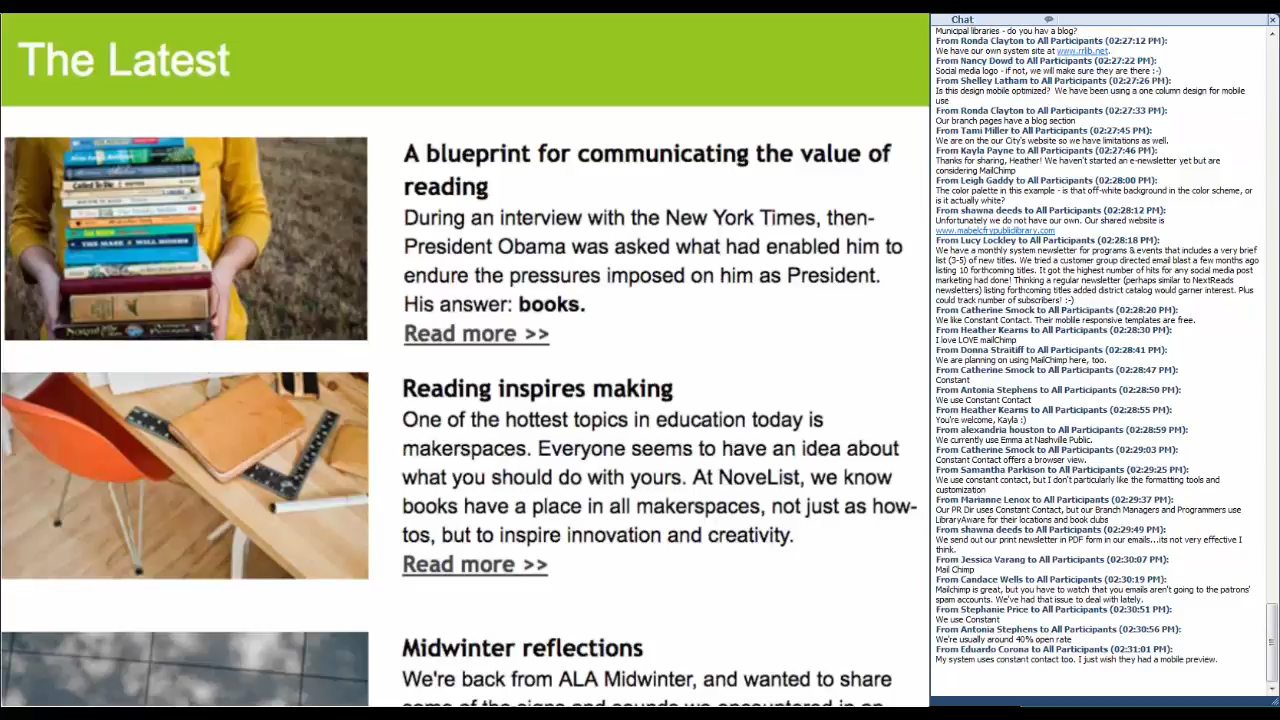 The Latest
A blueprint for communicating the value of
reading
During an interview with the New York Times, then-
President Obama was asked what had enabled him to
endure the pressures imposed on him as President.
His answer: books.
Read more >>
Reading inspires making
One of the hottest topics in education today is
makerspaces. Everyone seems to have an idea about
what you should do with yours. At NoveList, we know
books have a place in all makerspaces, not just as how-
tos, but to inspire innovation and creativity.
Read more >>
Midwinter reflections
We're back from ALA Midwinter, and wanted to share
Chat
Municipal libraries - do you hav a blog?
From Ronda Clayton to All Participants (02:27:12 PM):
We have our own system site at www.rrlib.net.
From Nancy Dowd to All Participants (02:27:22 PM):
Social media logo - if not, we will make sure they are there :-)
From Shelley Latham to All Participants (02:27:26 PM):
Is this design mobile optimized? We have been using a one column design for mobile
use
From Ronda Clayton to All Participants (02:27:33 PM):
Our branch pages have a blog section
From Tami Miller to All Participants (02:27:45 PM):
We are on the our City's website so we have limitations as well.
From Kayla Payne to All Participants (02:27:46 PM):
Thanks for sharing, Heather! We haven't started an e-newsletter yet but are
considering MailChimp
From Leigh Gaddy to All Participants (02:28:00 PM):
The color palette in this example - is that off-white background in the color scheme, or
is it actually white?
From shawna deeds to All Participants (02:28:12 PM):
Unfortunately we do not have our own. Our shared website is
www.mabelcfrypubliclibrary.com
From Lucy Lockley to All Participants (02:28:18 PM):
We have a monthly system newsletter for programs & events that includes a very brief
list (3-5) of new titles. We tried a customer group directed email blast a few months ago
listing 10 forthcoming titles. It got the highest number of hits for any social media post
marketing had done! Thinking a regular newsletter (perhaps similar to NextReads
newsletters) listing forthcoming titles added district catalog would garner interest. Plus
could track number of subscribers! :-)
From Catherine Smock to All Participants (02:28:20 PM):
We like Constant Contact. Their mobile responsive templates are free.
From Heather Kearns to All Participants (02:28:30 PM):
I love LOVE mailChimp
From Donna Straitiff to All Participants (02:28:41 PM):
We are planning on using MailChimp here, too.
From Catherine Smock to All Participants (02:28:47 PM):
Constant
From Antonia Stephens to All Participants (02:28:50 PM):
We use Constant Contact
From Heather Kearns to All Participants (02:28:55 PM):
You're welcome, Kayla :)
From alexandria houston to All Participants (02:28:59 PM):
We currently use Emma at Nashville Public.
From Catherine Smock to All Participants (02:29:03 PM):
Constant Contact offers a browser view.
From Samantha Parkison to All Participants (02:29:25 PM):
We use constant contact, but I don't particularly like the formatting tools and
customization
From Marianne Lenox to All Participants (02:29:37 PM):
Our PR Dir uses Constant Contact, but our Branch Managers and Programmers use
LibraryAware for their locations and book clubs
From shawna deeds to All Participants (02:29:49 PM):
We send out our print newsletter in PDF form in our emails...its not very effective I
think.
From Jessica Varang to All Participants (02:30:07 PM):
Mail Chimp
From Candace Wells to All Participants (02:30:19 PM):
Mailchimp is great, but you have to watch that you emails aren't going to the patrons'
spam accounts. We've had that issue to deal with lately.
From Stephanie Price to All Participants (02:30:51 PM):
We use Constant
From Antonia Stephens to All Participants (02:30:56 PM):
We're usually around 40% open rate
From Eduardo Corona to All Participants (02:31:01 PM):
My system uses constant contact too. I just wish they had a mobile preview.